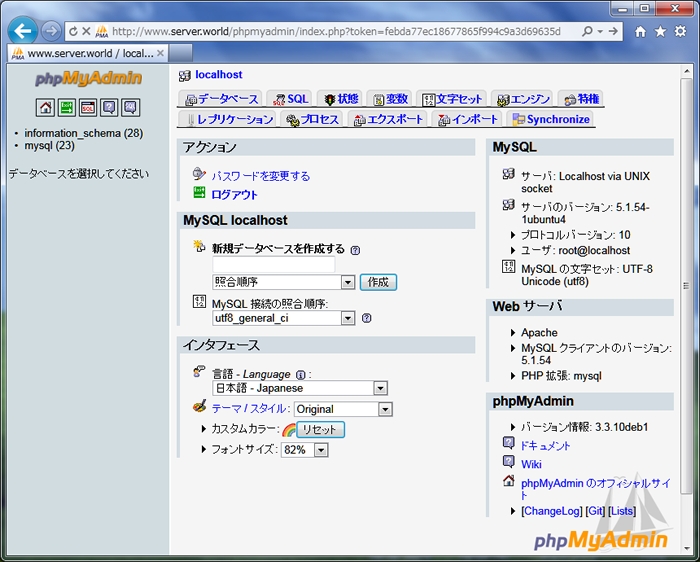 http://www.server.world/phpmyadmin/index.php?token=febda77ec18677865f994c9a3d69635d
www.server.world / local...
phpMyAdmin
information_schema (28)
mysql (23)
データベースを選択してください
localhost
データベース SQL 状態 変数 文字セット エンジン 特権
レプリケーション プロセス エクスポート インポート Synchronize
アクション
パスワードを変更する
ログアウト
MySQL localhost
新規データベースを作成する
照合順序 作成
MySQL 接続の照合順序:
utf8_general_ci
インタフェース
言語 - Language :
日本語 - Japanese
テーマ / スタイル: Original
カスタムカラー: リセット
フォントサイズ: 82%
MySQL
サーバ: Localhost via UNIX
socket
サーバのバージョン: 5.1.54-
1ubuntu4
プロトコルバージョン: 10
ユーザ: root@localhost
MySQL の文字セット: UTF-8
Unicode (utf8)
Web サーバ
Apache
MySQL クライアントのバージョン:
5.1.54
PHP 拡張: mysql
phpMyAdmin
バージョン情報: 3.3.10deb1
ドキュメント
Wiki
phpMyAdmin のオフィシャルサイ
ト
[ChangeLog] [Git] [Lists]
phpMyAdmin